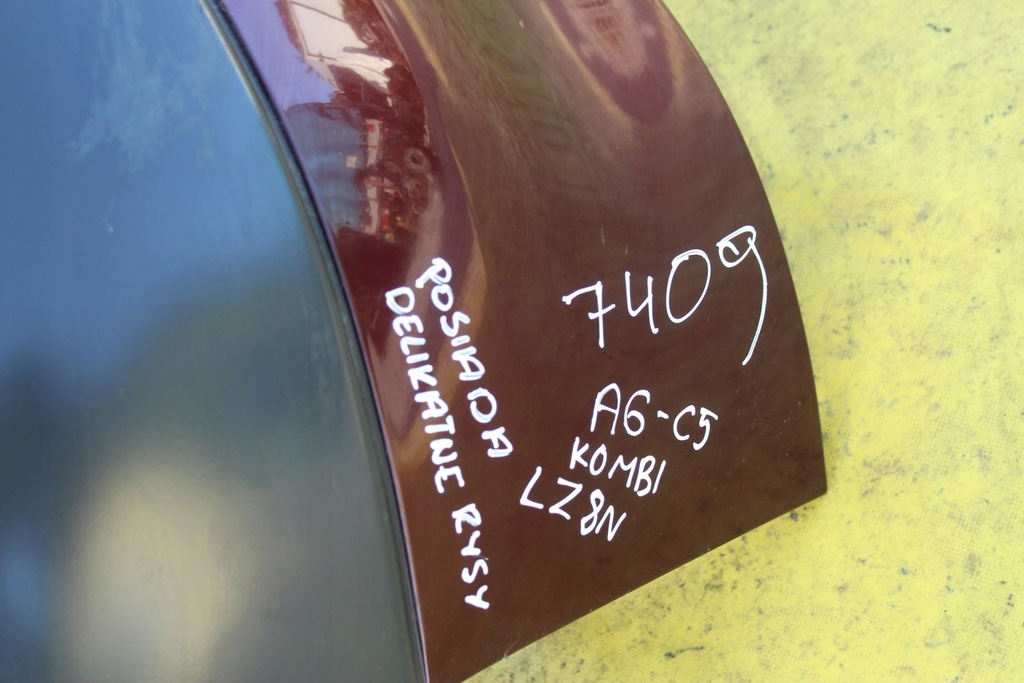 7409
A6-C5
KOMBI
LZ8N
POSIADA
DELIKATNE RYSY